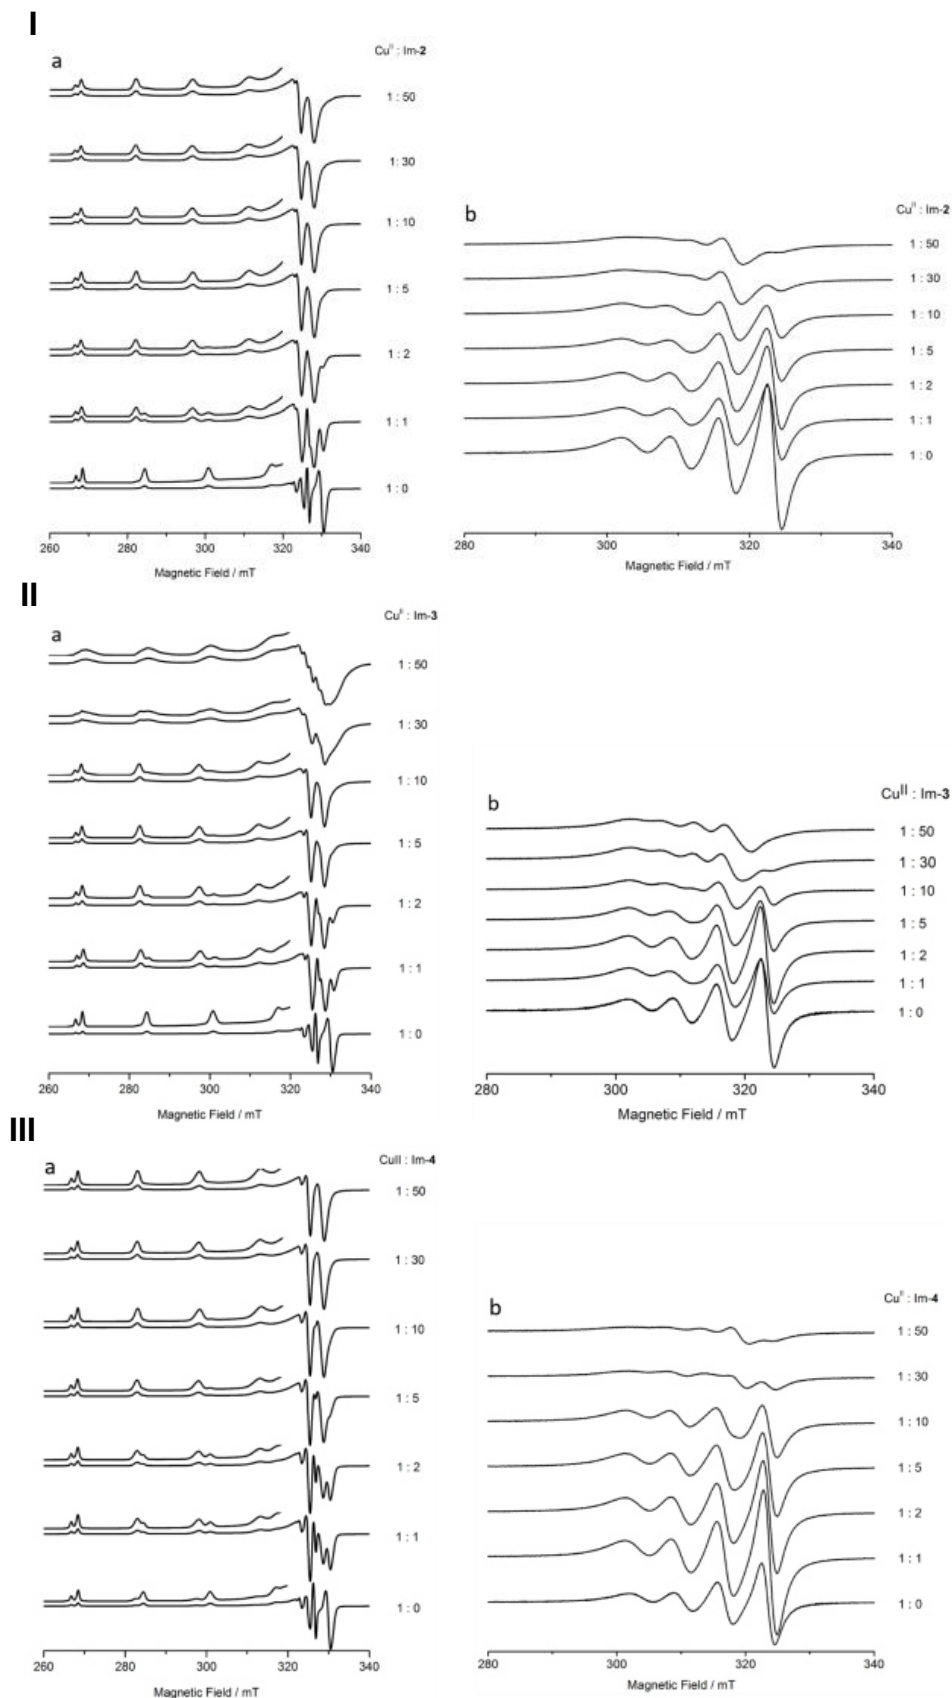 I
a
Cu^II : Im-2
1 : 50
1 : 30
1 : 10
1 : 5
1 : 2
1 : 1
1 : 0
260 280 300 320 340
Magnetic Field / mT
b
Cu^II : Im-2
1 : 50
1 : 30
1 : 10
1 : 5
1 : 2
1 : 1
1 : 0
280 300 320 340
Magnetic Field / mT
II
a
Cu^II : Im-3
1 : 50
1 : 30
1 : 10
1 : 5
1 : 2
1 : 1
1 : 0
260 280 300 320 340
Magnetic Field / mT
b
Cu^II : Im-3
1 : 50
1 : 30
1 : 10
1 : 5
1 : 2
1 : 1
1 : 0
280 300 320 340
Magnetic Field / mT
III
a
CuII : Im-4
1 : 50
1 : 30
1 : 10
1 : 5
1 : 2
1 : 1
1 : 0
260 280 300 320 340
Magnetic Field / mT
b
Cu^II : Im-4
1 : 50
1 : 30
1 : 10
1 : 5
1 : 2
1 : 1
1 : 0
280 300 320 340
Magnetic Field / mT